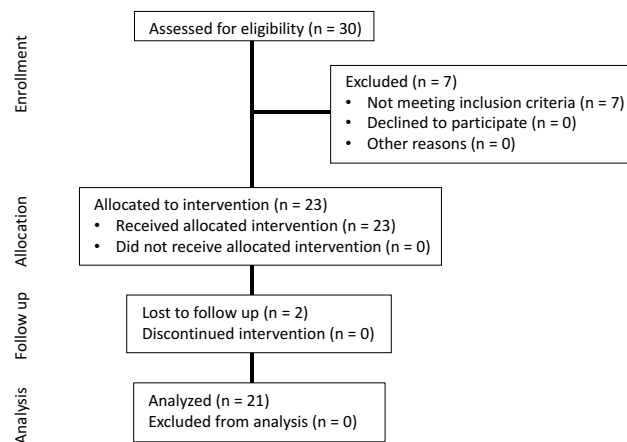 Enrollment
Assessed for eligibility (n = 30)
Excluded (n = 7)
• Not meeting inclusion criteria (n = 7)
• Declined to participate (n = 0)
• Other reasons (n = 0)
Allocation
Allocated to intervention (n = 23)
• Received allocated intervention (n = 23)
• Did not receive allocated intervention (n = 0)
Follow up
Lost to follow up (n = 2)
Discontinued intervention (n = 0)
Analysis
Analyzed (n = 21)
Excluded from analysis (n = 0)